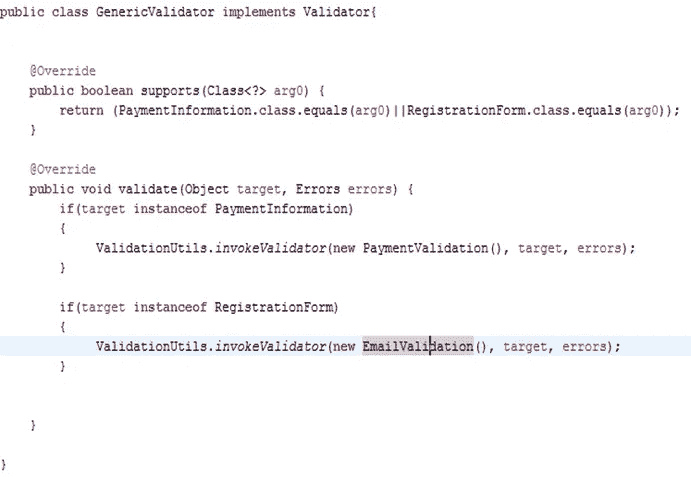 public class GenericValidator implements Validator{
@Override
public boolean supports(Class<?> arg0) {
return (PaymentInformation.class.equals(arg0)||RegistrationForm.class.equals(arg0));
}
@Override
public void validate(Object target, Errors errors) {
if(target instanceof PaymentInformation)
{
ValidationUtils.invokeValidator(new PaymentValidation(), target, errors);
}
if(target instanceof RegistrationForm)
{
ValidationUtils.invokeValidator(new EmailValidation(), target, errors);
}
}
}